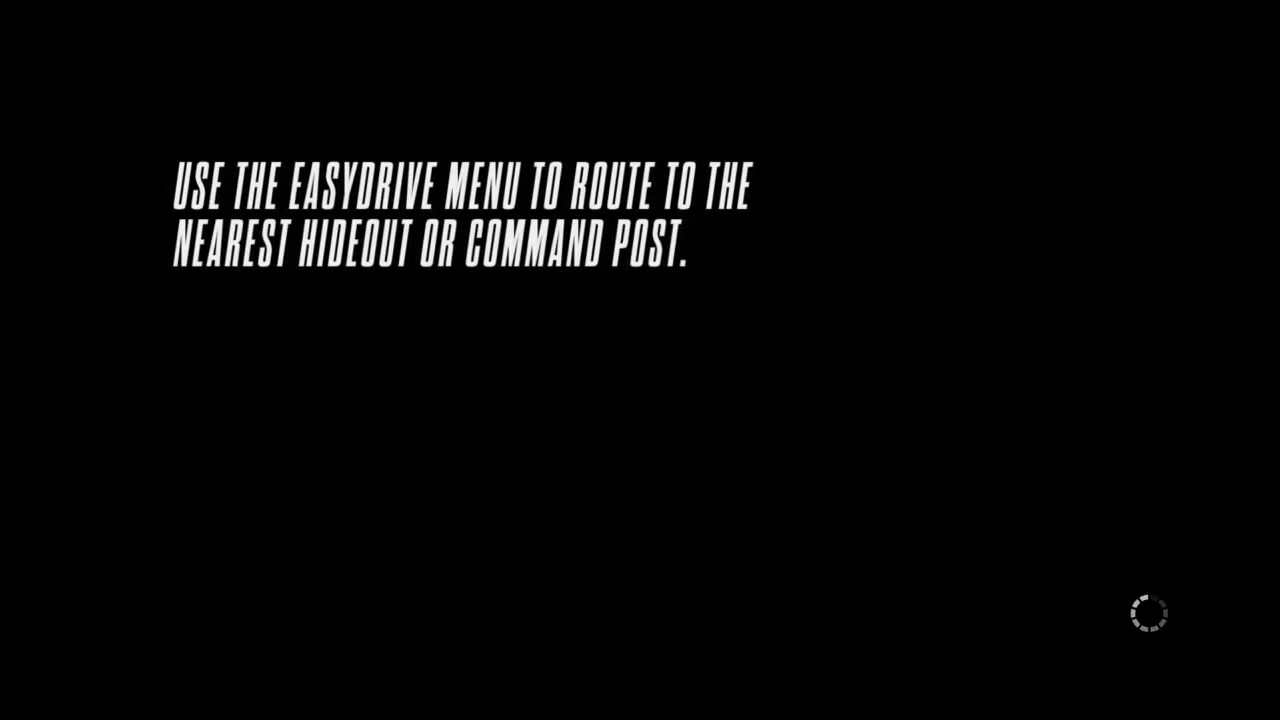 USE THE EASYDRIVE MENU TO ROUTE TO THE
NEAREST HIDEOUT OR COMMAND POST.